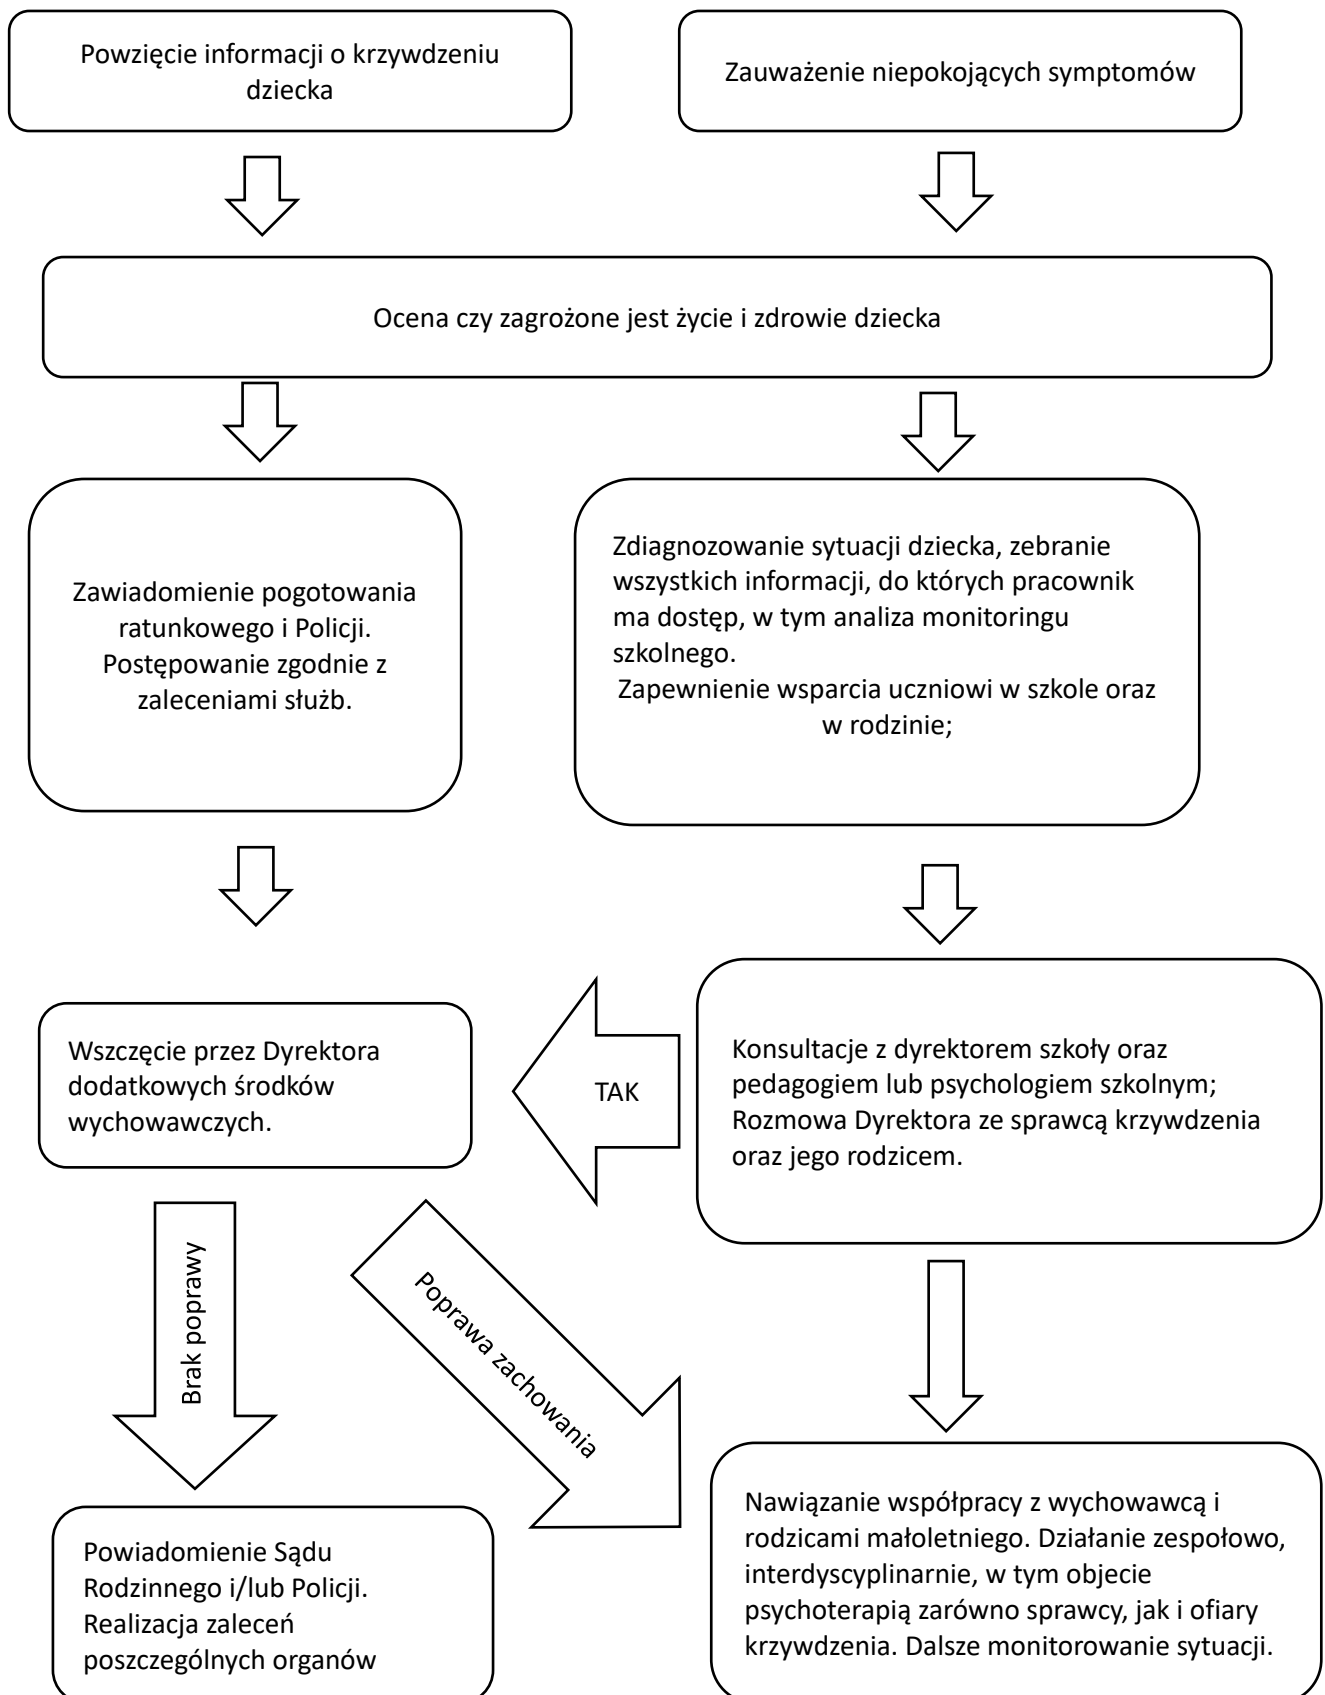 Powzięcie informacji o krzywdzeniu
dziecka
Zauważenie niepokojących symptomów
Ocena czy zagrożone jest życie i zdrowie dziecka
Zawiadomienie pogotowania
ratunkowego i Policji.
Postępowanie zgodnie z
zaleceniami służb.
Zdiagnozowanie sytuacji dziecka, zebranie
wszystkich informacji, do których pracownik
ma dostęp, w tym analiza monitoringu
szkolnego.
Zapewnienie wsparcia uczniowi w szkole oraz
w rodzinie;
Wszczęcie przez Dyrektora
dodatkowych środków
wychowawczych.
TAK
Konsultacje z dyrektorem szkoły oraz
pedagogiem lub psychologiem szkolnym;
Rozmowa Dyrektora ze sprawcą krzywdzenia
oraz jego rodzicem.
Brak poprawy
Poprawa zachowania
Powiadomienie Sądu
Rodzinnego i/lub Policji.
Realizacja zaleceń
poszczególnych organów
Nawiązanie współpracy z wychowawcą i
rodzicami małoletniego. Działanie zespołowo,
interdyscyplinarnie, w tym objecie
psychoterapią zarówno sprawcy, jak i ofiary
krzywdzenia. Dalsze monitorowanie sytuacji.